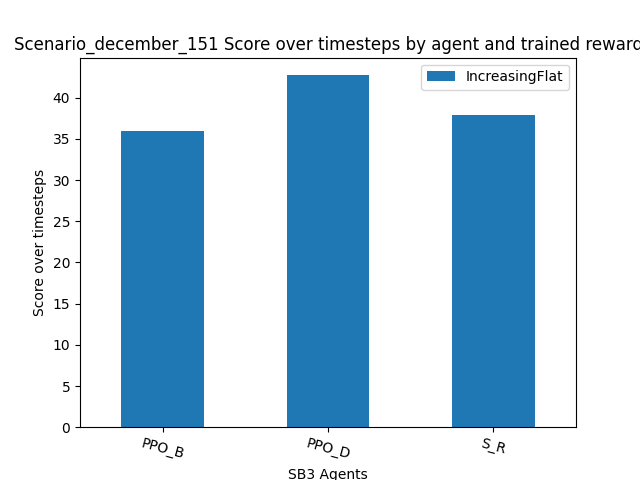 Scenario_december_151 Score over timesteps by agent and trained reward
IncreasingFlat
Score over timesteps
40
35
30
25
20
15
10
5
0
PPO_B
PPO_D
S_R
SB3 Agents